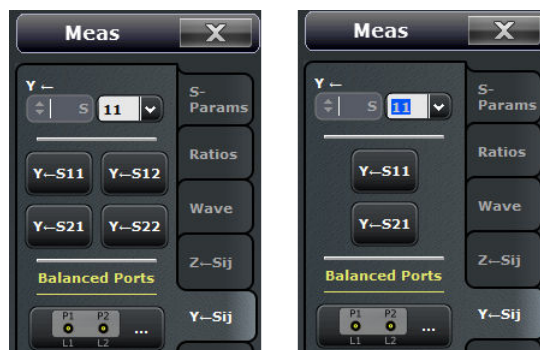 Meas X
Y ←
S 11
S-Params
Ratios
Wave
Z←Sij
Y←Sij
Y←S11 Y←S12
Y←S21 Y←S22
Balanced Ports
P1 P2 ...
L1 L2
Meas X
Y ←
S 11
S-Params
Ratios
Wave
Z←Sij
Y←Sij
Y←S11
Y←S21
Balanced Ports
P1 P2 ...
L1 L2